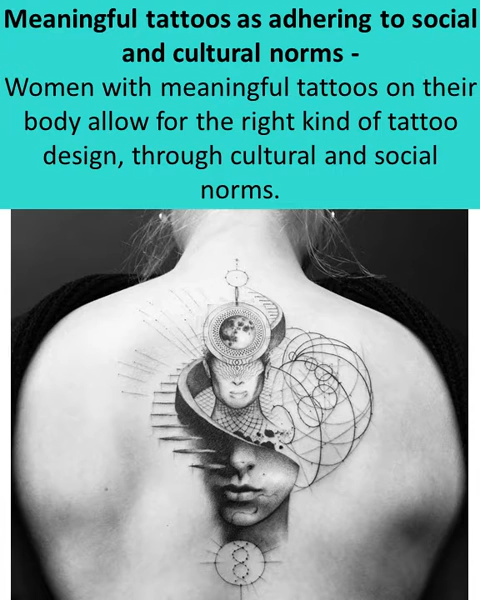 Meaningful tattoos as adhering to social
and cultural norms -
Women with meaningful tattoos on their
body allow for the right kind of tattoo
design, through cultural and social
norms.